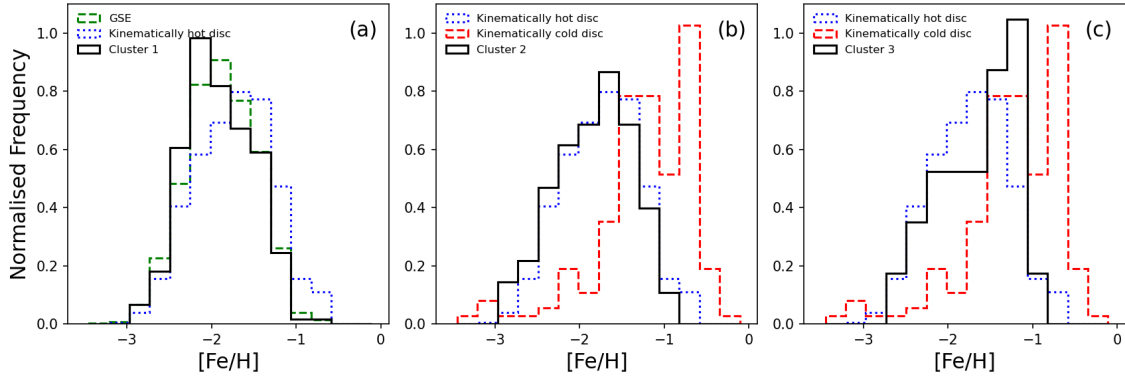 GSE
Kinematically hot disc
Cluster 1
(a)
Kinematically hot disc
Kinematically cold disc
Cluster 2
(b)
Kinematically hot disc
Kinematically cold disc
Cluster 3
(c)
Normalised Frequency
1.0
0.8
0.6
0.4
0.2
0.0
1.0
0.8
0.6
0.4
0.2
0.0
1.0
0.8
0.6
0.4
0.2
0.0
−3 −2 −1 0
−3 −2 −1 0
−3 −2 −1 0
[Fe/H]
[Fe/H]
[Fe/H]